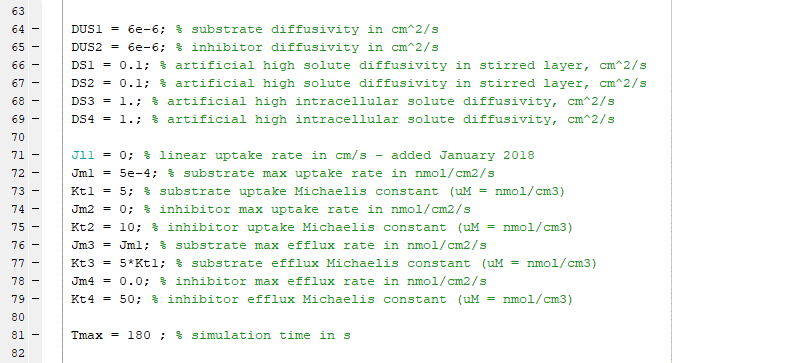 63
64 - DUS1 = 6e-6; % substrate diffusivity in cm^2/s
65 - DUS2 = 6e-6; % inhibitor diffusivity in cm^2/s
66 - DS1 = 0.1; % artificial high solute diffusivity in stirred layer, cm^2/s
67 - DS2 = 0.1; % artificial high solute diffusivity in stirred layer, cm^2/s
68 - DS3 = 1.; % artificial high intracellular solute diffusivity, cm^2/s
69 - DS4 = 1.; % artificial high intracellular solute diffusivity, cm^2/s
70
71 - Jl1 = 0; % linear uptake rate in cm/s - added January 2018
72 - Jm1 = 5e-4; % substrate max uptake rate in nmol/cm2/s
73 - Kt1 = 5; % substrate uptake Michaelis constant (uM = nmol/cm3)
74 - Jm2 = 0; % inhibitor max uptake rate in nmol/cm2/s
75 - Kt2 = 10; % inhibitor uptake Michaelis constant (uM = nmol/cm3)
76 - Jm3 = Jm1; % substrate max efflux rate in nmol/cm2/s
77 - Kt3 = 5*Kt1; % substrate efflux Michaelis constant (uM = nmol/cm3)
78 - Jm4 = 0.0; % inhibitor max efflux rate in nmol/cm2/s
79 - Kt4 = 50; % inhibitor efflux Michaelis constant (uM = nmol/cm3)
80
81 - Tmax = 180 ; % simulation time in s
82